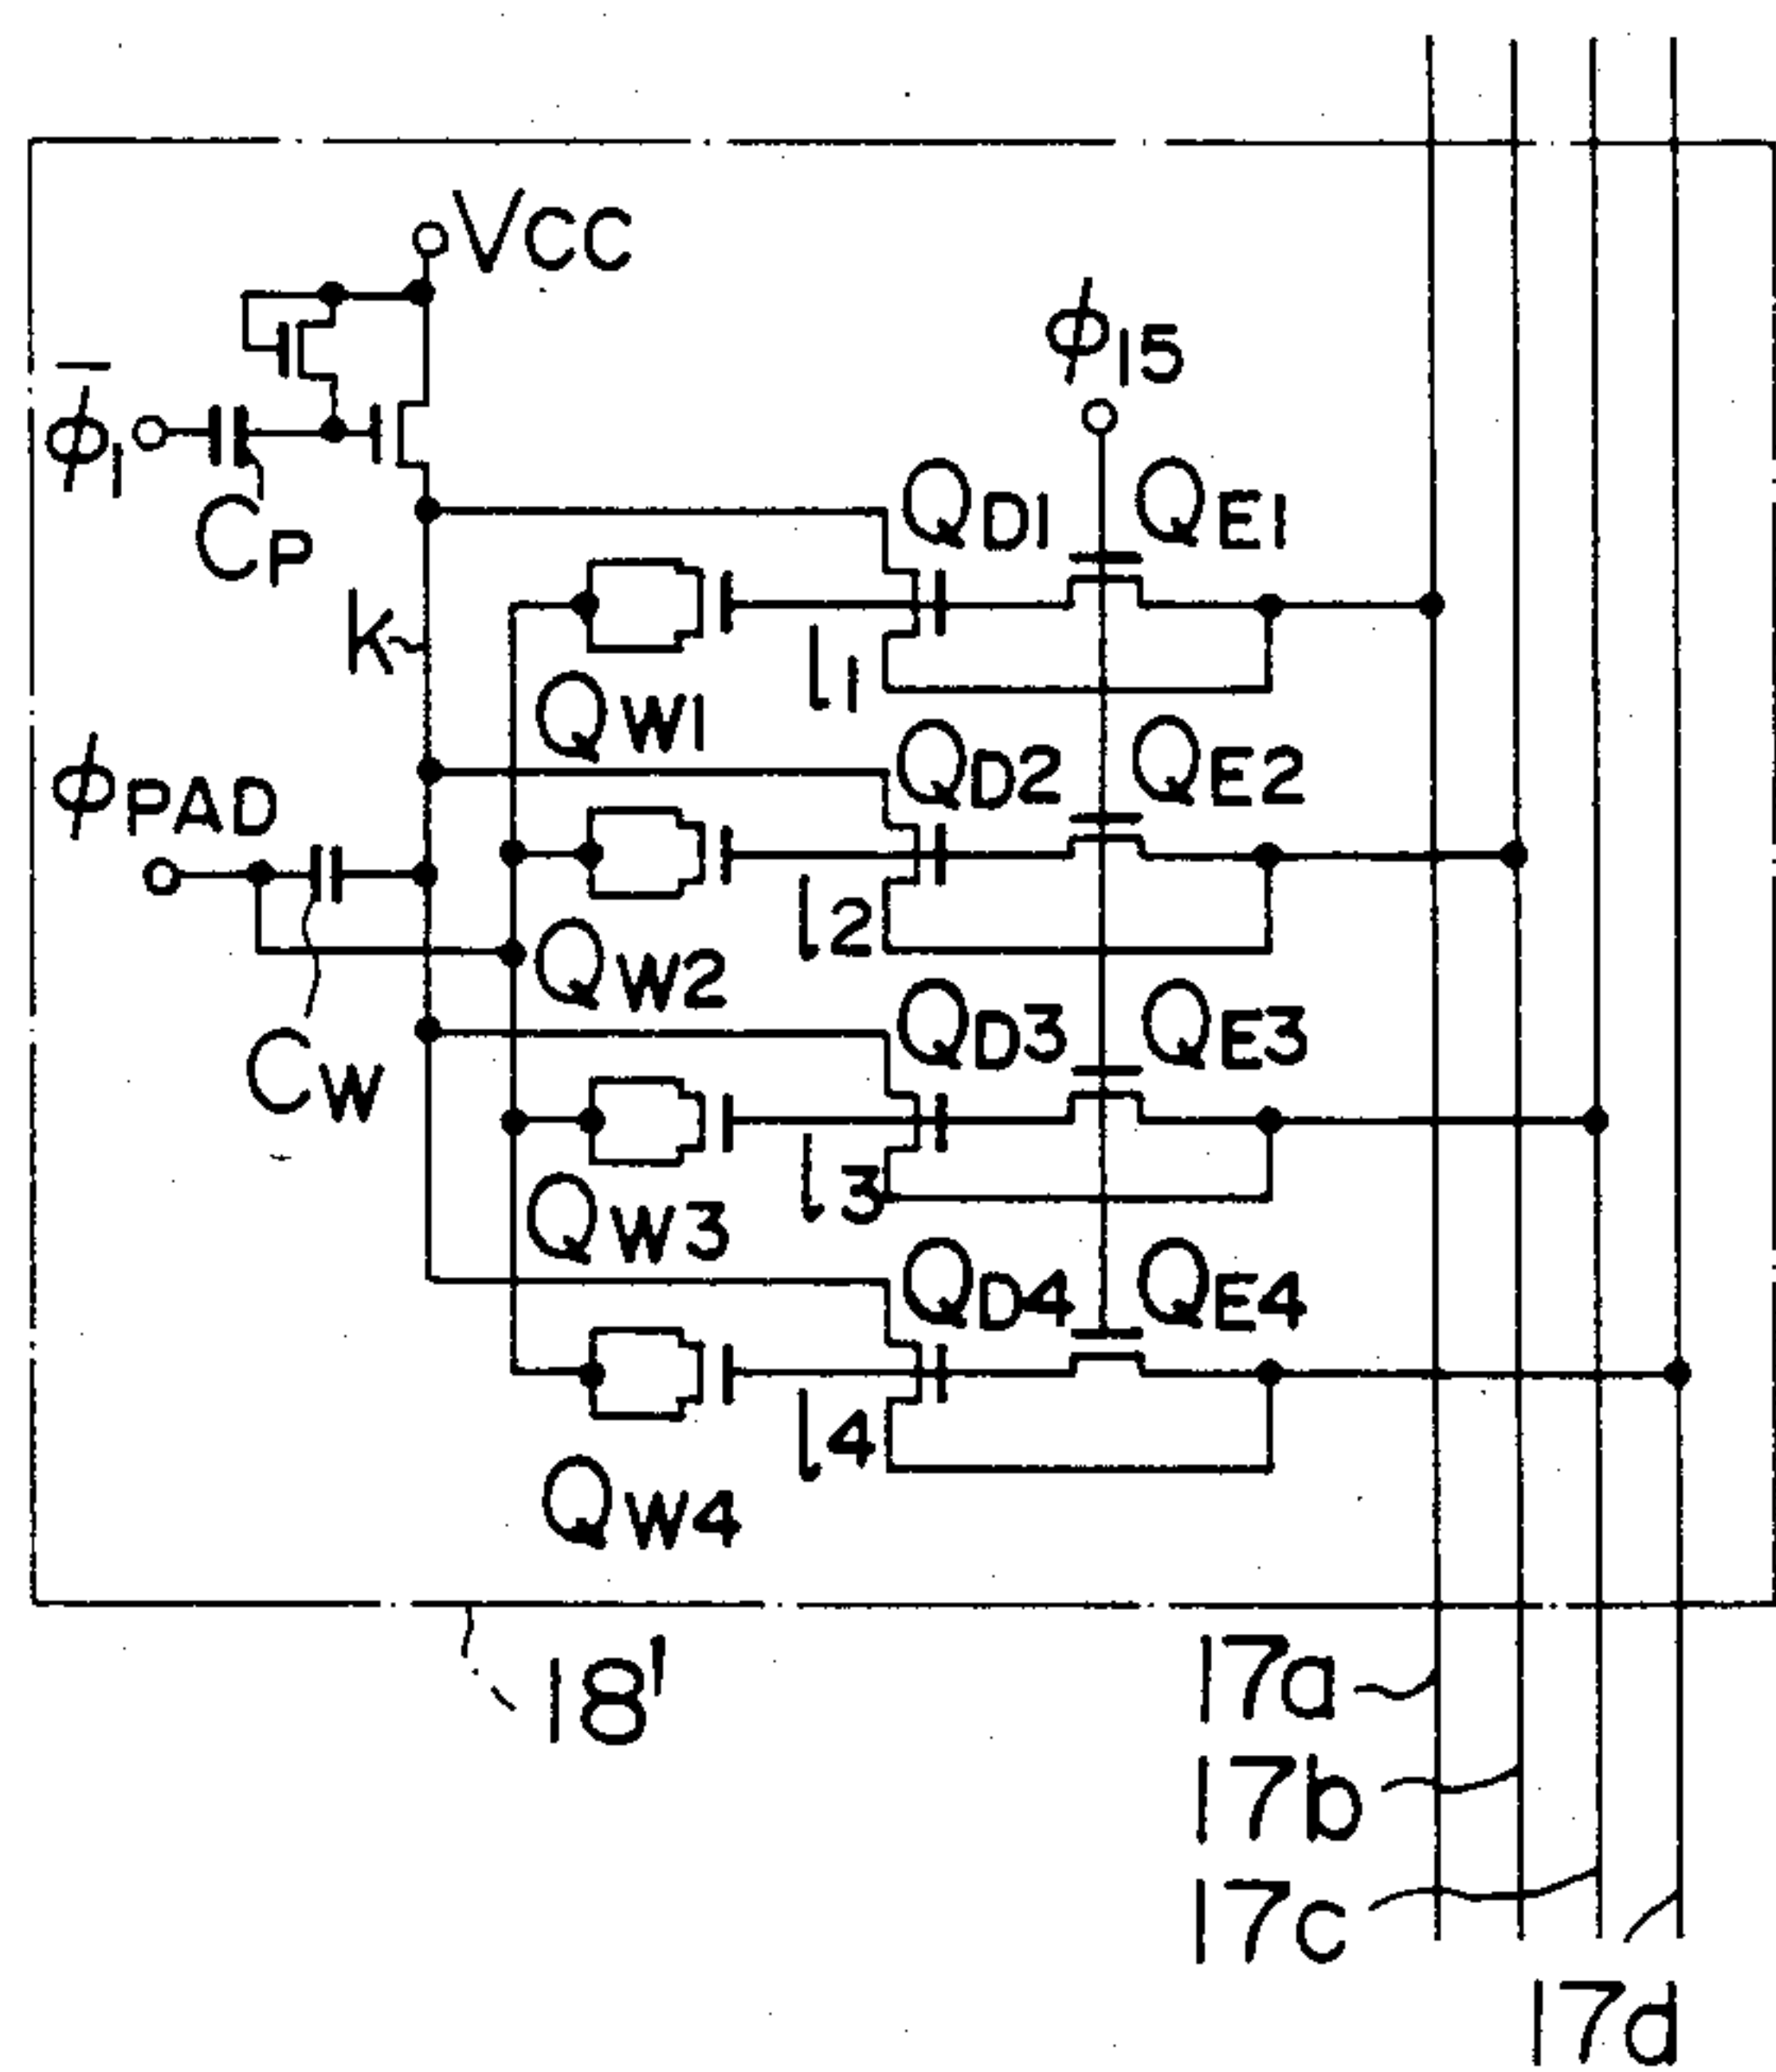 VCC
ϕ15
ϕ̅1
CP
QD1 QE1
k
l1
QW1
QD2 QE2
ϕPAD
l2
QW2
QD3 QE3
CW
l3
QW3
QD4 QE4
l4
QW4
18'
17a
17b
17c
17d